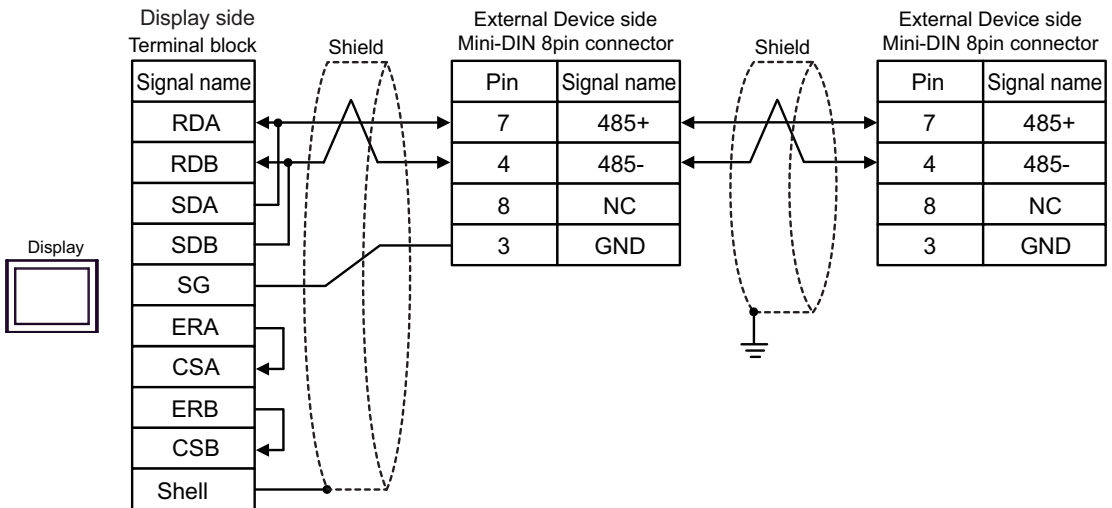 Display side
Terminal block
Shield
External Device side
Mini-DIN 8pin connector
Shield
External Device side
Mini-DIN 8pin connector
Signal name
Pin Signal name
Pin Signal name
RDA 7 485+ 7 485+
RDB 4 485- 4 485-
SDA 8 NC 8 NC
SDB 3 GND 3 GND
Display
SG
ERA
CSA
ERB
CSB
Shell